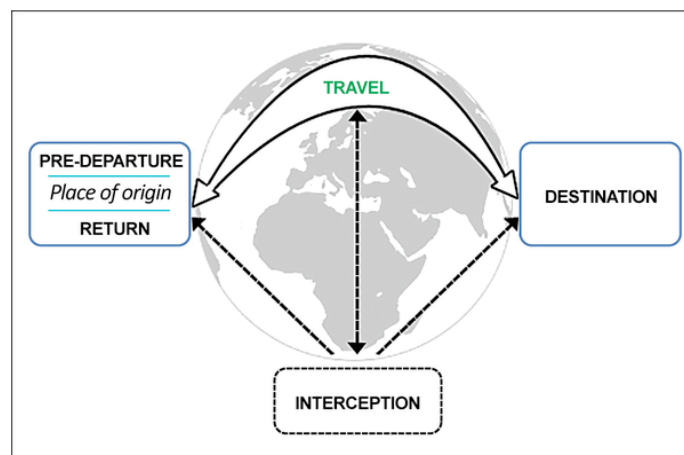 TRAVEL
PRE-DEPARTURE
Place of origin
RETURN
DESTINATION
INTERCEPTION